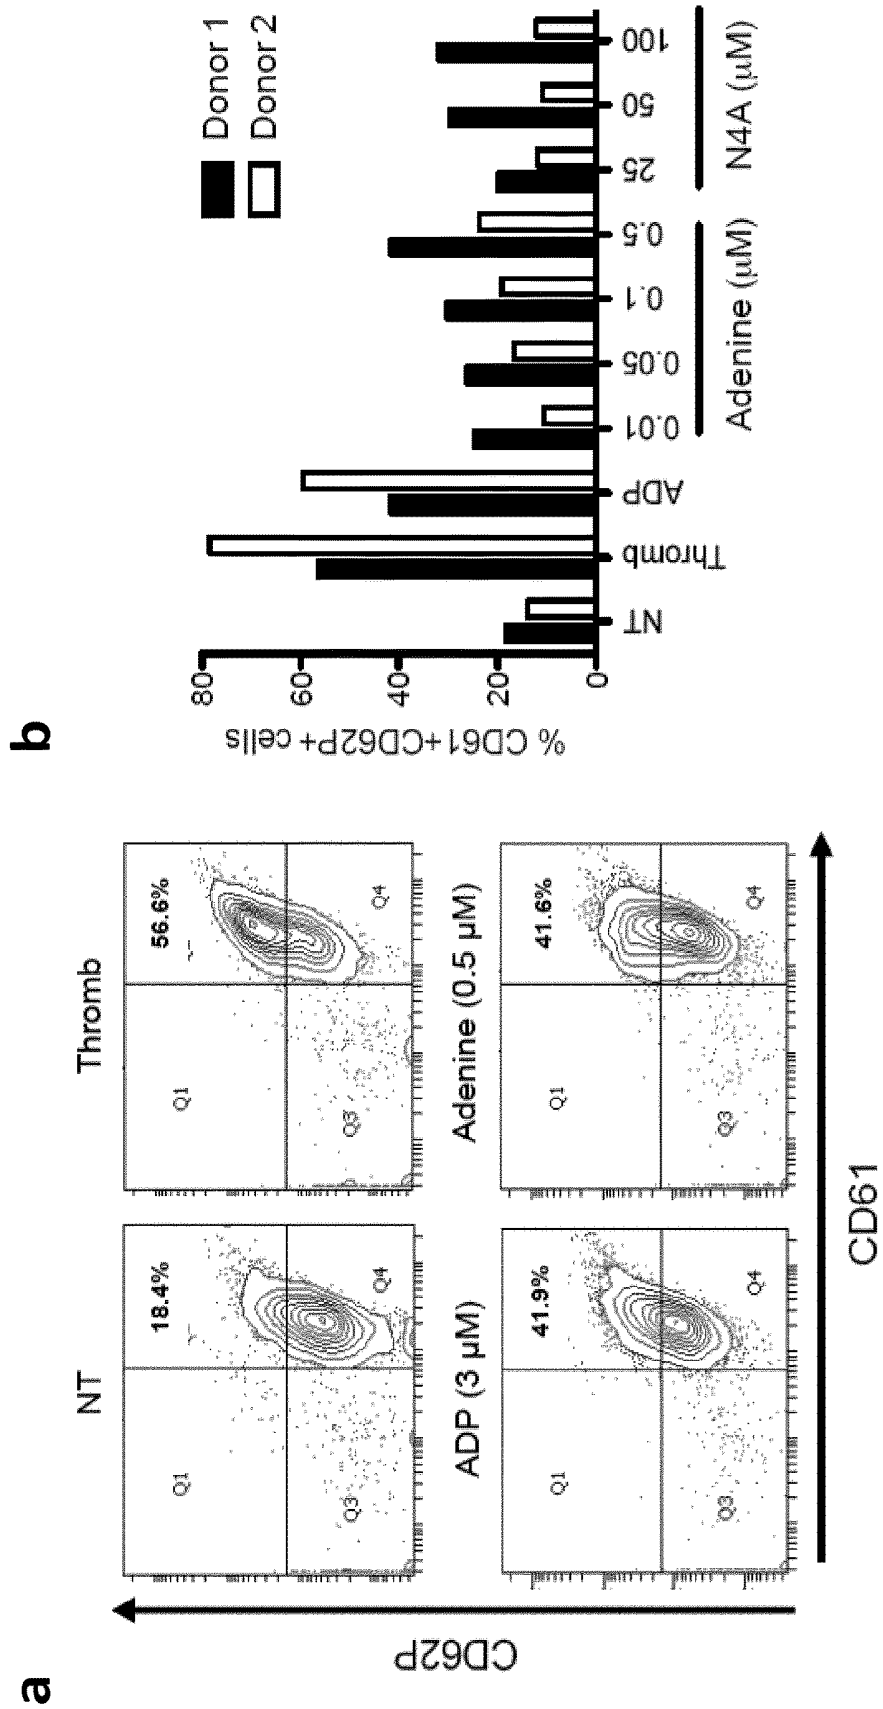 a
NT
Thromb
18.4%
56.6%
Q1
Q3
Q4
Q1
Q3
Q4
ADP (3 µM)
Adenine (0.5 µM)
41.9%
41.6%
Q1
Q3
Q4
Q1
Q3
Q4
CD62P
CD61
b
Donor 1
Donor 2
% CD61+CD62P+ cells
80
60
40
20
0
NT
Thromb
ADP
0.01
0.05
0.1
0.5
25
50
100
Adenine (µM)
N4A (µM)